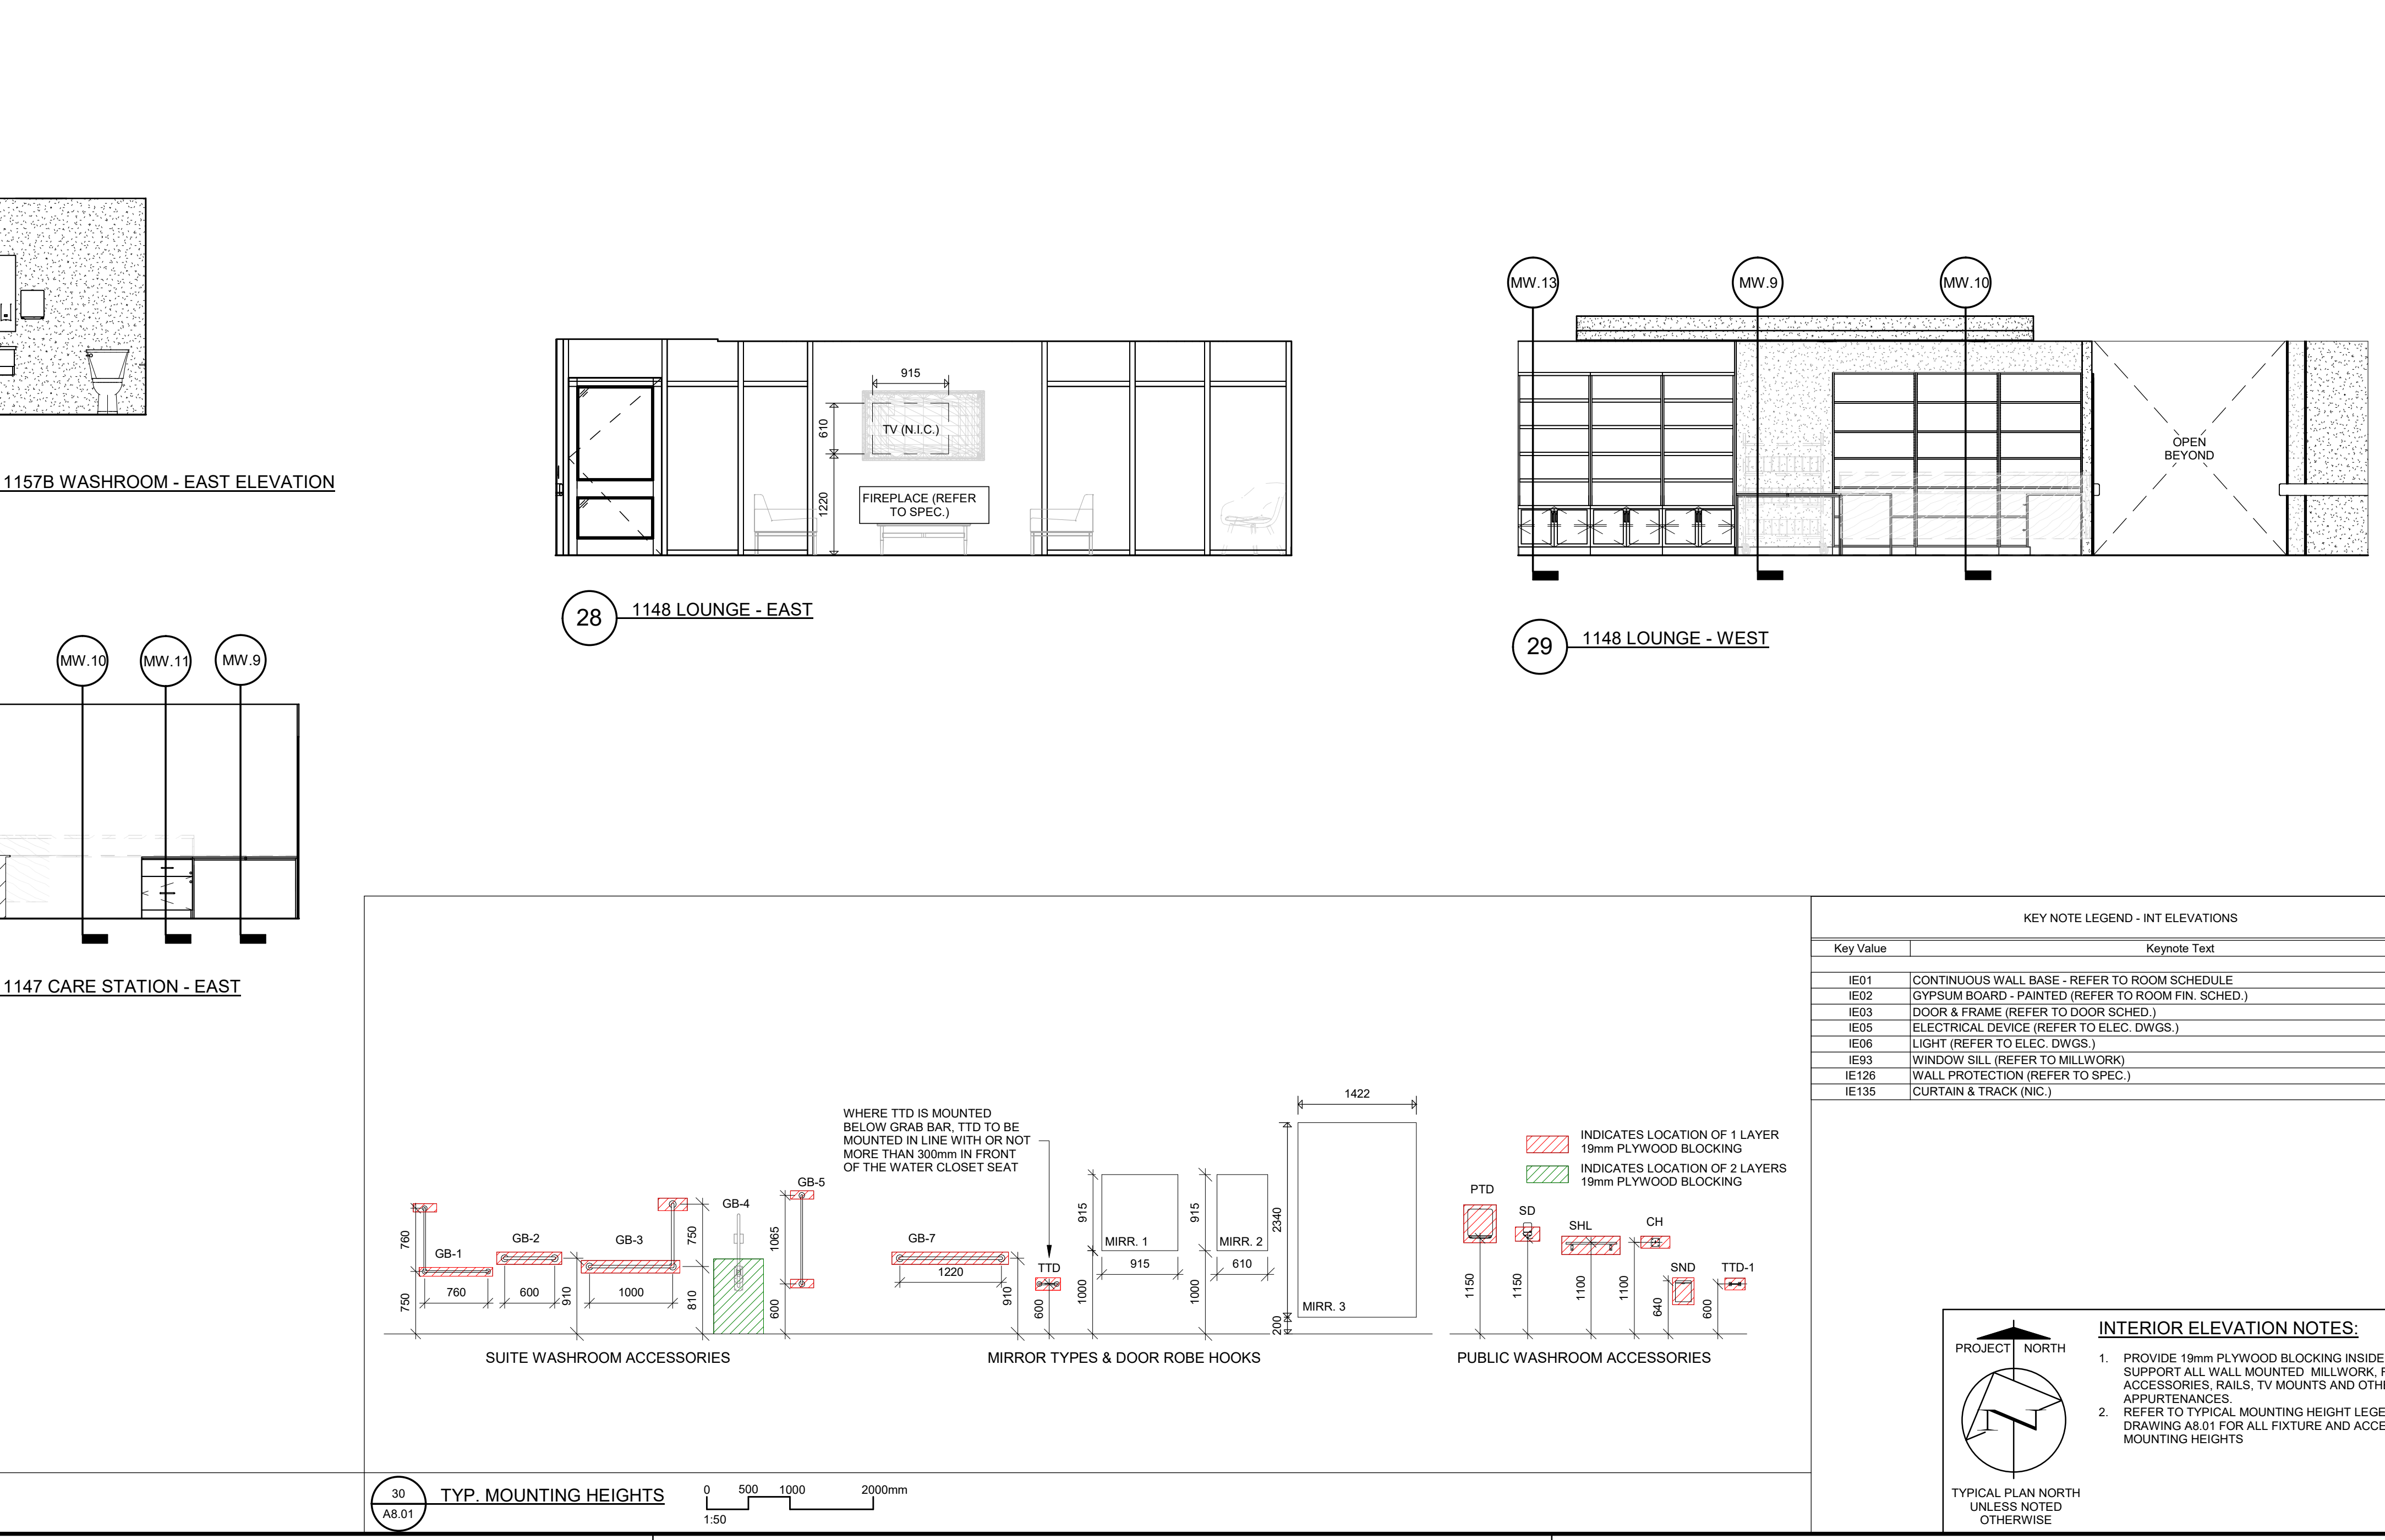 1157B WASHROOM - EAST ELEVATION
915
610
TV (N.I.C.)
1220
FIREPLACE (REFER
TO SPEC.)
28
1148 LOUNGE - EAST
MW.13
MW.9
MW.10
OPEN
BEYOND
29
1148 LOUNGE - WEST
MW.10
MW.11
MW.9
1147 CARE STATION - EAST
KEY NOTE LEGEND - INT ELEVATIONS
Key Value
Keynote Text
IE01 CONTINUOUS WALL BASE - REFER TO ROOM SCHEDULE
IE02 GYPSUM BOARD - PAINTED (REFER TO ROOM FIN. SCHED.)
IE03 DOOR & FRAME (REFER TO DOOR SCHED.)
IE05 ELECTRICAL DEVICE (REFER TO ELEC. DWGS.)
IE06 LIGHT (REFER TO ELEC. DWGS.)
IE93 WINDOW SILL (REFER TO MILLWORK)
IE126 WALL PROTECTION (REFER TO SPEC.)
IE135 CURTAIN & TRACK (NIC.)
WHERE TTD IS MOUNTED
BELOW GRAB BAR, TTD TO BE
MOUNTED IN LINE WITH OR NOT
MORE THAN 300mm IN FRONT
OF THE WATER CLOSET SEAT
1422
INDICATES LOCATION OF 1 LAYER
19mm PLYWOOD BLOCKING
INDICATES LOCATION OF 2 LAYERS
19mm PLYWOOD BLOCKING
760
GB-1
760
750
GB-2
600
910
GB-3
1000
750
810
GB-4
GB-5
1065
600
GB-7
1220
910
TTD
600
915
MIRR. 1
915
1000
915
MIRR. 2
610
1000
2340
MIRR. 3
200
PTD
1150
SD
1150
SHL
1100
CH
1100
SND
640
TTD-1
600
SUITE WASHROOM ACCESSORIES
MIRROR TYPES & DOOR ROBE HOOKS
PUBLIC WASHROOM ACCESSORIES
30
A8.01
TYP. MOUNTING HEIGHTS
0 500 1000 2000mm
1:50
PROJECT NORTH
TYPICAL PLAN NORTH
UNLESS NOTED
OTHERWISE
INTERIOR ELEVATION NOTES:
1. PROVIDE 19mm PLYWOOD BLOCKING INSIDE
SUPPORT ALL WALL MOUNTED MILLWORK, F
ACCESSORIES, RAILS, TV MOUNTS AND OTH
APPURTENANCES.
2. REFER TO TYPICAL MOUNTING HEIGHT LEGE
DRAWING A8.01 FOR ALL FIXTURE AND ACCE
MOUNTING HEIGHTS